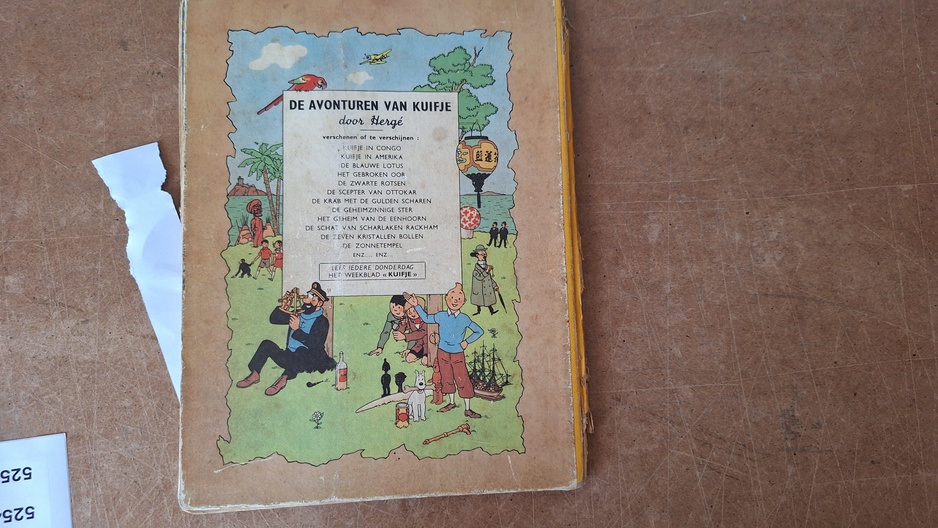 DE AVONTUREN VAN KUIFJE
door Hergé
verschenen of te verschijnen :
KUIFJE IN CONGO
KUIFJE IN AMERIKA
DE BLAUWE LOTUS
HET GEBROKEN OOR
DE ZWARTE ROTSEN
DE SCEPTER VAN OTTOKAR
DE KRAB MET DE GULDEN SCHAREN
DE GEHEIMZINNIGE STER
HET GEHEIM VAN DE EENHOORN
DE SCHAT VAN SCHARLAKEN RACKHAM
DE ZEVEN KRISTALLEN BOLLEN
DE ZONNETEMPEL
ENZ.... ENZ...
LEES IEDERE DONDERDAG
HET WEEKBLAD « KUIFJE »
525
525